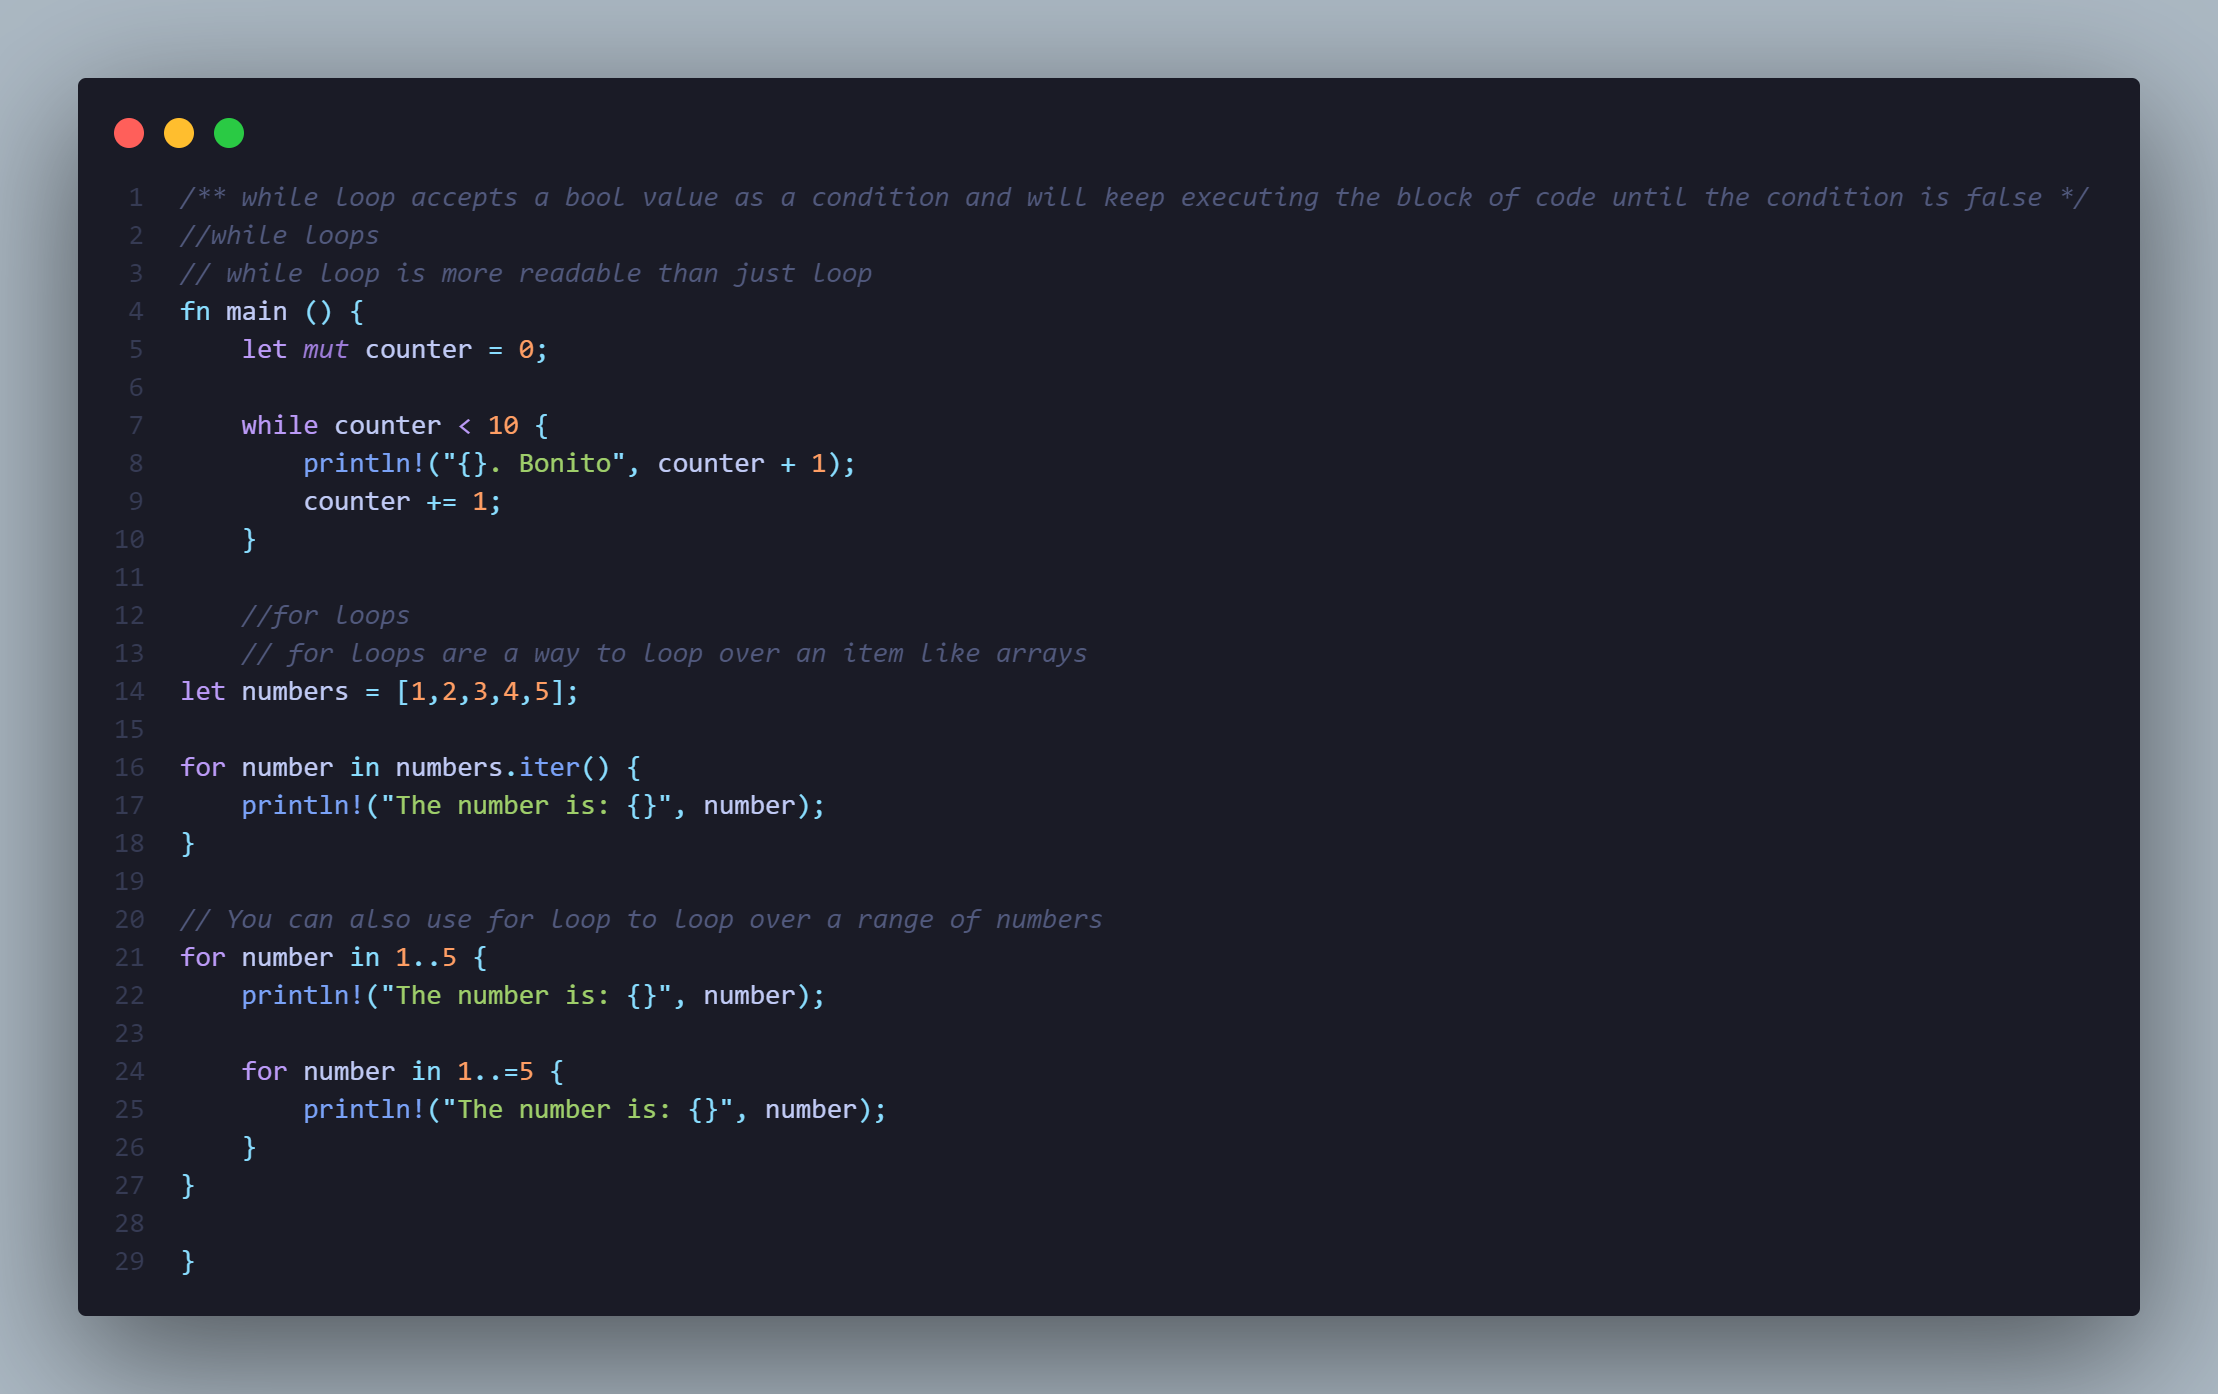 1 /** while loop accepts a bool value as a condition and will keep executing the block of code until the condition is false */
2 //while loops
3 // while loop is more readable than just loop
4 fn main () {
5     let mut counter = 0;
6
7     while counter < 10 {
8         println!("{}. Bonito", counter + 1);
9         counter += 1;
10     }
11
12     //for loops
13     // for loops are a way to loop over an item like arrays
14 let numbers = [1,2,3,4,5];
15
16 for number in numbers.iter() {
17     println!("The number is: {}", number);
18 }
19
20 // You can also use for loop to loop over a range of numbers
21 for number in 1..5 {
22     println!("The number is: {}", number);
23
24     for number in 1..=5 {
25         println!("The number is: {}", number);
26     }
27 }
28
29 }